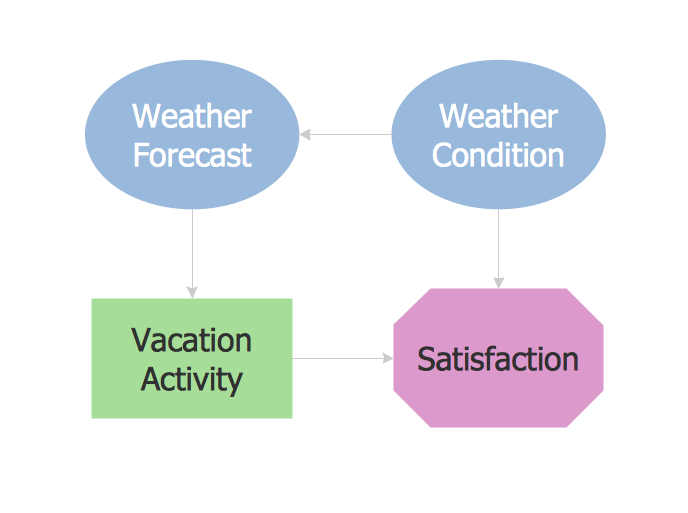 Weather
Forecast
Weather
Condition
Vacation
Activity
Satisfaction